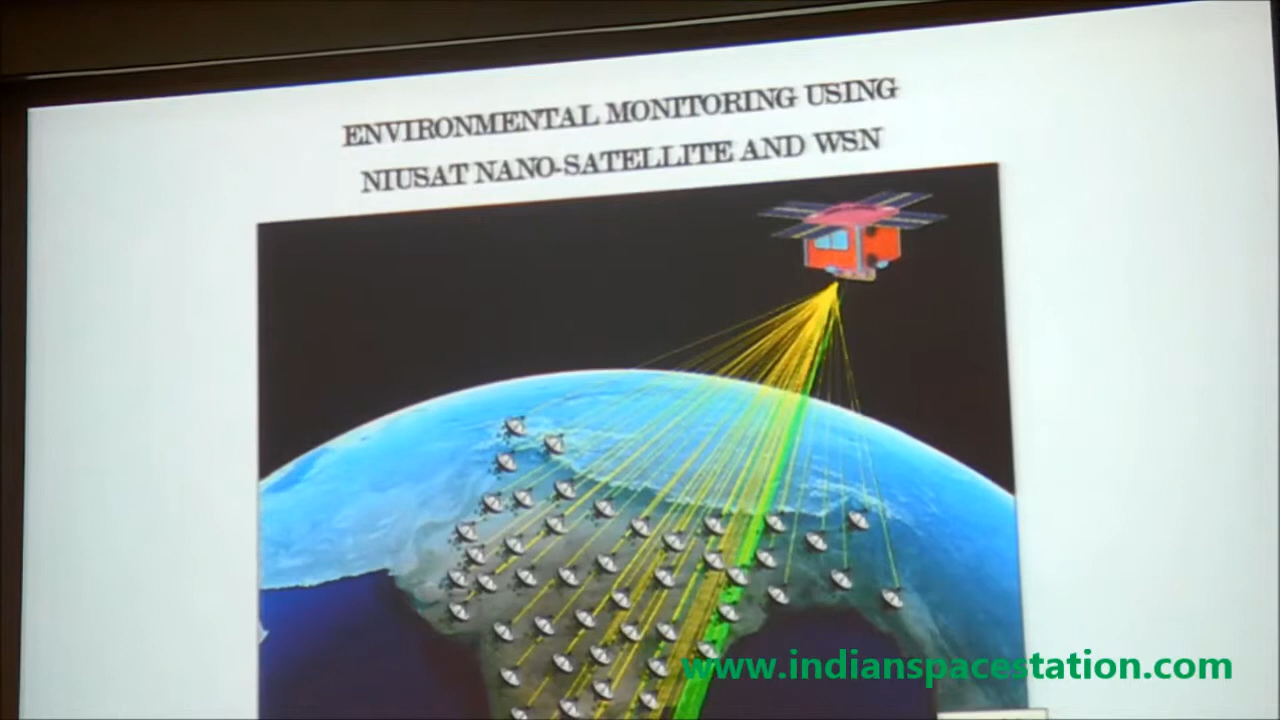 ENVIRONMENTAL MONITORING USING
NIUSAT NANO-SATELLITE AND WSN
www.indianspacestation.com